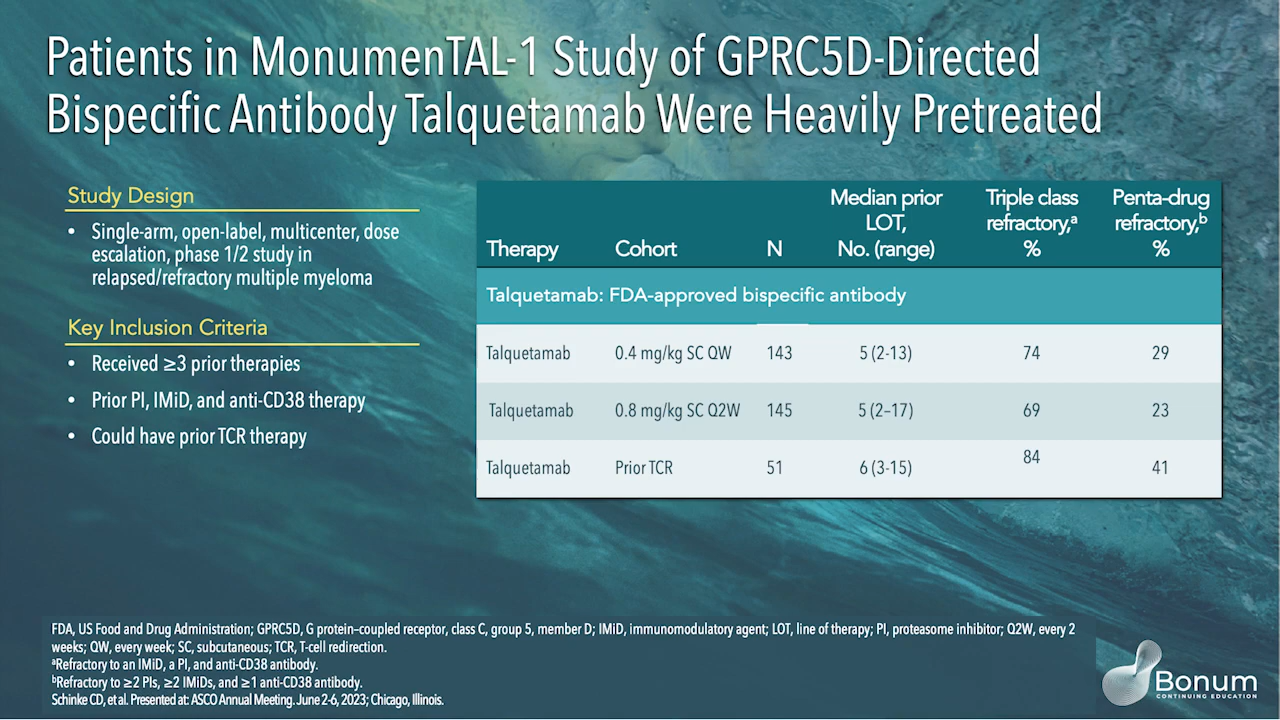 Patients in MonumenTAL-1 Study of GPRC5D-Directed
Bispecific Antibody Talquetamab Were Heavily Pretreated
Study Design
• Single-arm, open-label, multicenter, dose
escalation, phase 1/2 study in
relapsed/refractory multiple myeloma
Key Inclusion Criteria
• Received ≥3 prior therapies
• Prior PI, IMiD, and anti-CD38 therapy
• Could have prior TCR therapy
Therapy Cohort N Median prior LOT, No. (range) Triple class refractory,ᵃ % Penta-drug refractory,ᵇ %
Talquetamab: FDA-approved bispecific antibody
Talquetamab 0.4 mg/kg SC QW 143 5 (2-13) 74 29
Talquetamab 0.8 mg/kg SC Q2W 145 5 (2–17) 69 23
Talquetamab Prior TCR 51 6 (3-15) 84 41
FDA, US Food and Drug Administration; GPRC5D, G protein–coupled receptor, class C, group 5, member D; IMiD, immunomodulatory agent; LOT, line of therapy; PI, proteasome inhibitor; Q2W, every 2
weeks; QW, every week; SC, subcutaneous; TCR, T-cell redirection.
ᵃRefractory to an IMiD, a PI, and anti-CD38 antibody.
ᵇRefractory to ≥2 PIs, ≥2 IMiDs, and ≥1 anti-CD38 antibody.
Schinke CD, et al. Presented at: ASCO Annual Meeting. June 2-6, 2023; Chicago, Illinois.
Bonum
CONTINUING EDUCATION